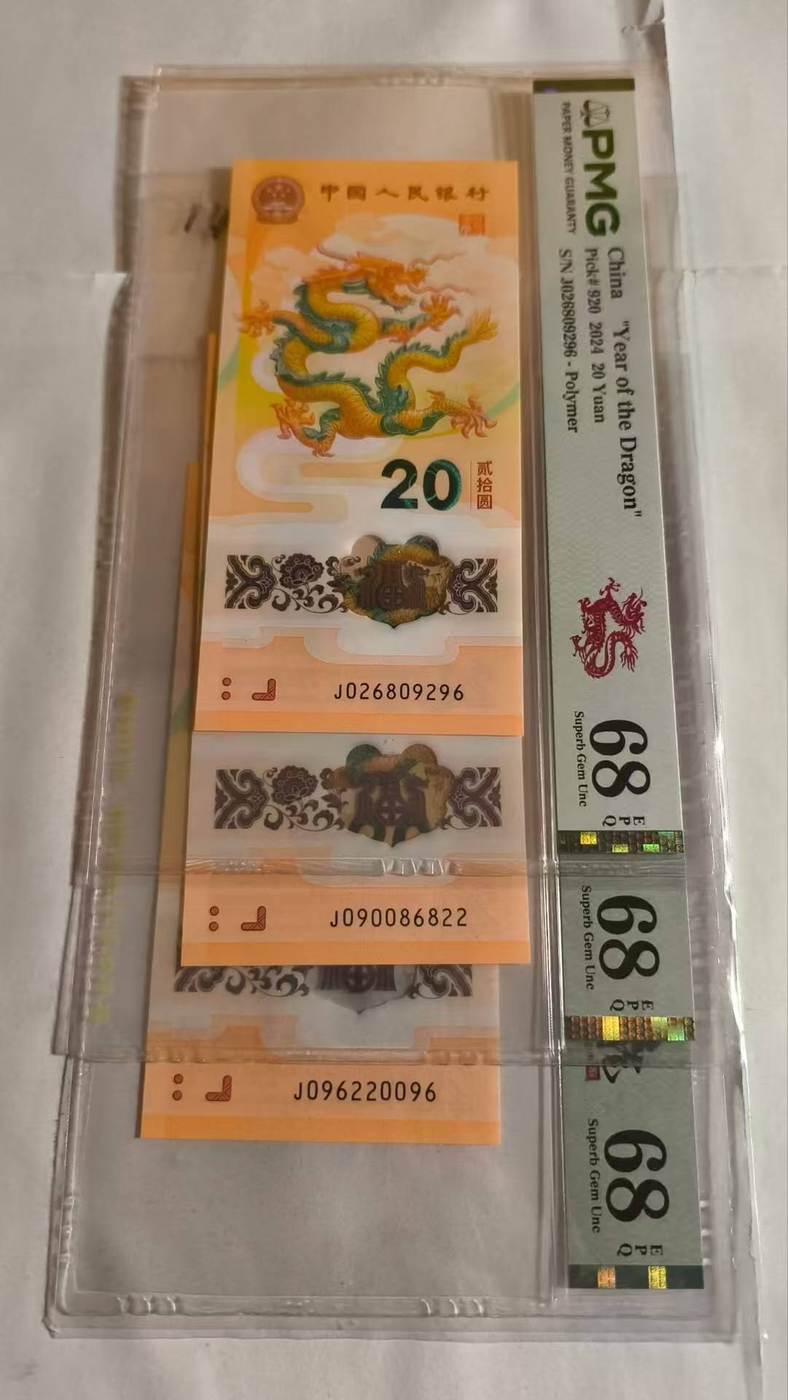 中国人民银行
20
贰拾圆
J026809296
J090086822
J096220096
PMG
PAPER MONEY GUARANTY
China "Year of the Dragon"
Pick# 920 2024 20 Yuan
S/N J026809296 - Polymer
68 EPQ
Superb Gem Unc
68 EPQ
Superb Gem Unc
68 EPQ
Superb Gem Unc